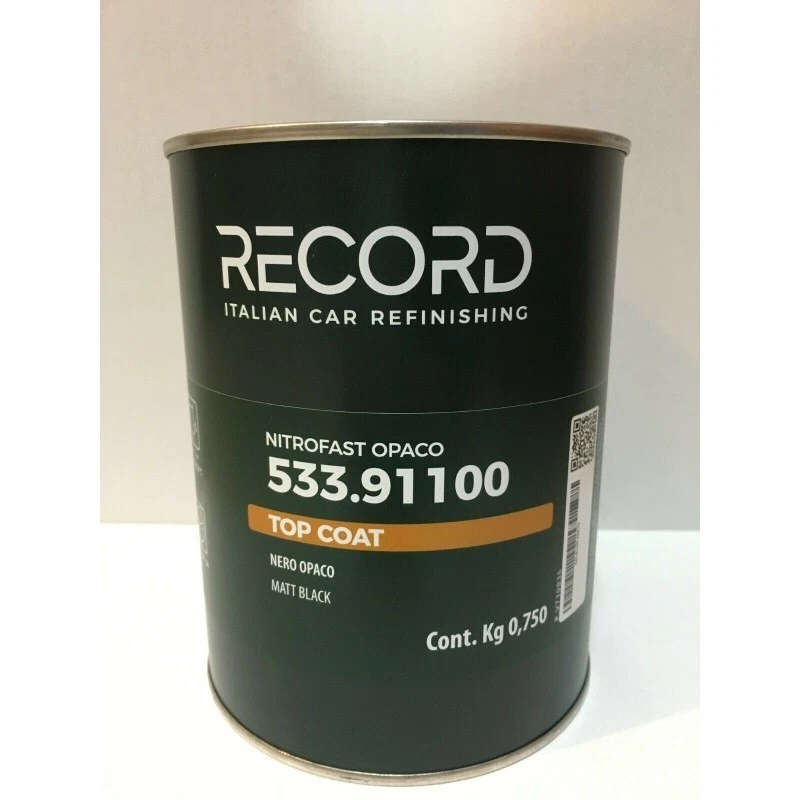 RECORD
ITALIAN CAR REFINISHING
NITROFAST OPACO
533.91100
TOP COAT
NERO OPACO
MATT BLACK
Cont. Kg 0,750